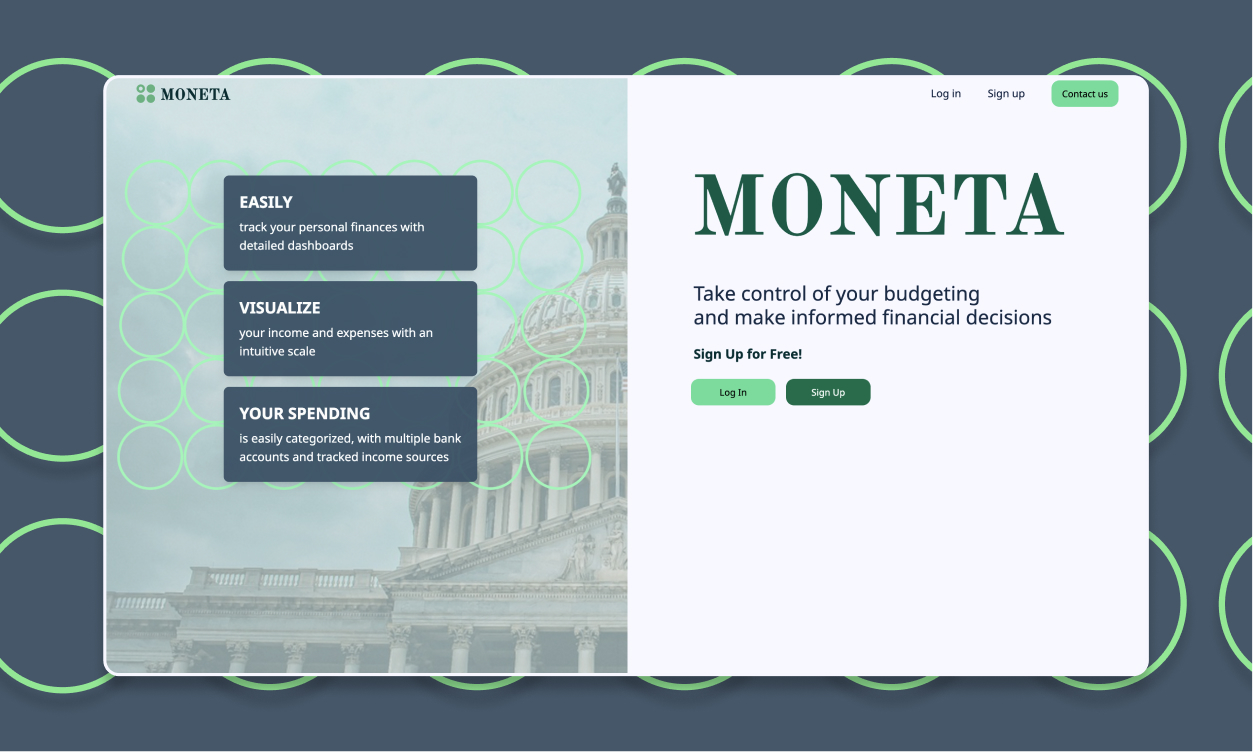 MONETA
Log in
Sign up
Contact us
EASILY
track your personal finances with
detailed dashboards
VISUALIZE
your income and expenses with an
intuitive scale
YOUR SPENDING
is easily categorized, with multiple bank
accounts and tracked income sources
MONETA
Take control of your budgeting
and make informed financial decisions
Sign Up for Free!
Log In
Sign Up